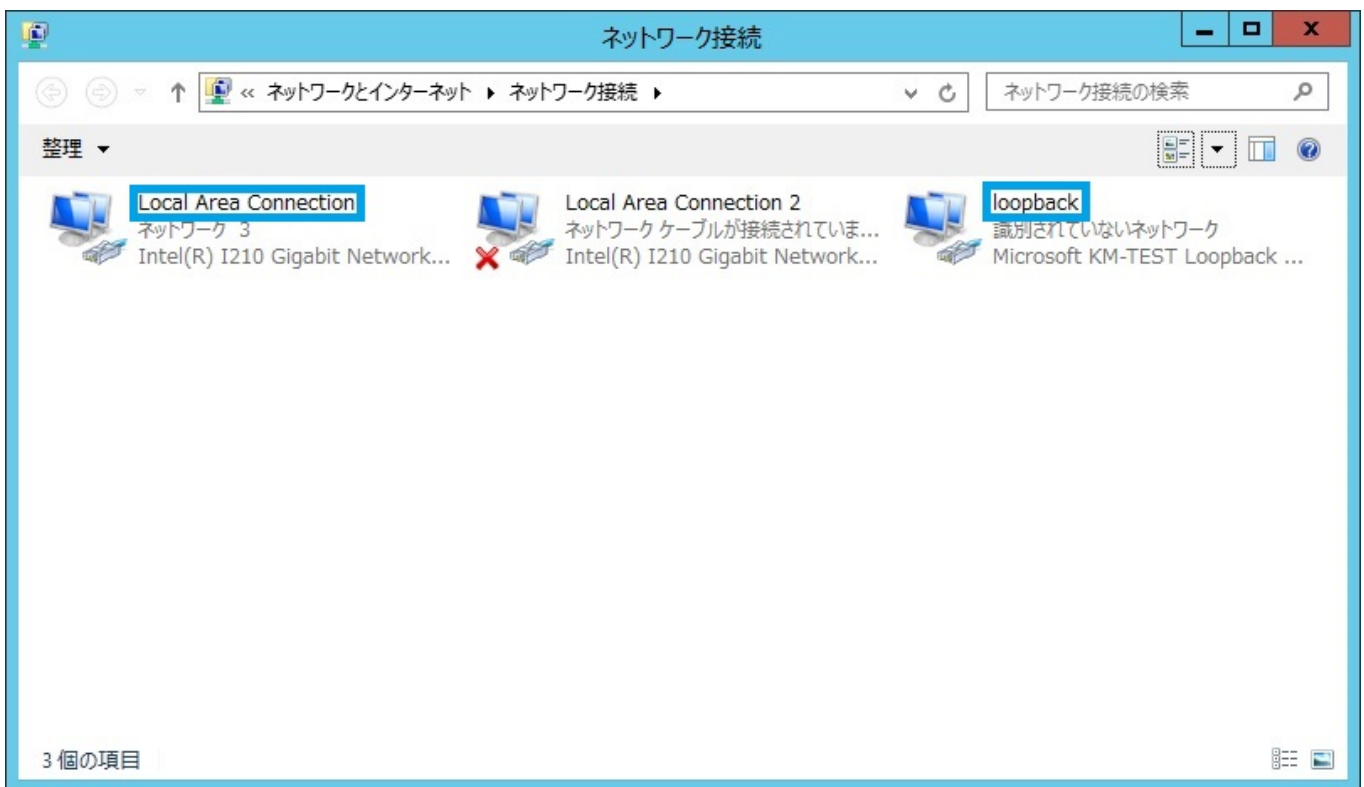 ネットワーク接続
« ネットワークとインターネット ▸ ネットワーク接続 ▸
ネットワーク接続の検索
整理
Local Area Connection
ネットワーク 3
Intel(R) I210 Gigabit Network...
Local Area Connection 2
ネットワーク ケーブルが接続されていま...
Intel(R) I210 Gigabit Network...
loopback
識別されていないネットワーク
Microsoft KM-TEST Loopback ...
3 個の項目